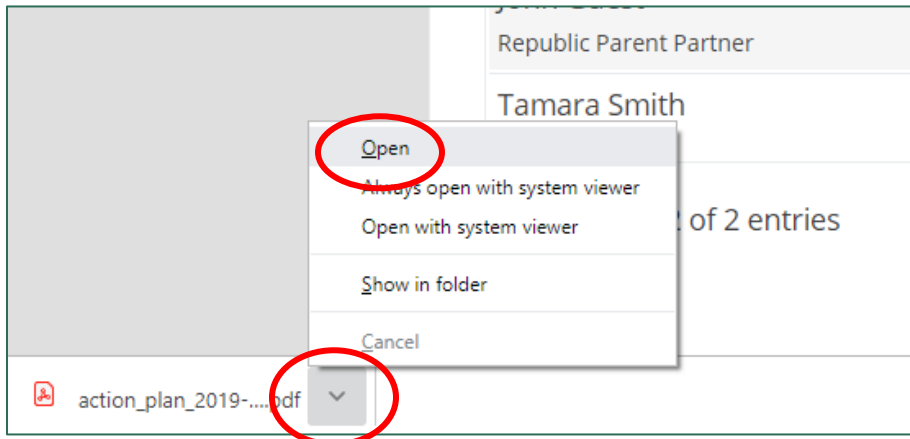 Republic Parent Partner
Tamara Smith
Open
Always open with system viewer
Open with system viewer
of 2 entries
Show in folder
Cancel
action_plan_2019-....pdf